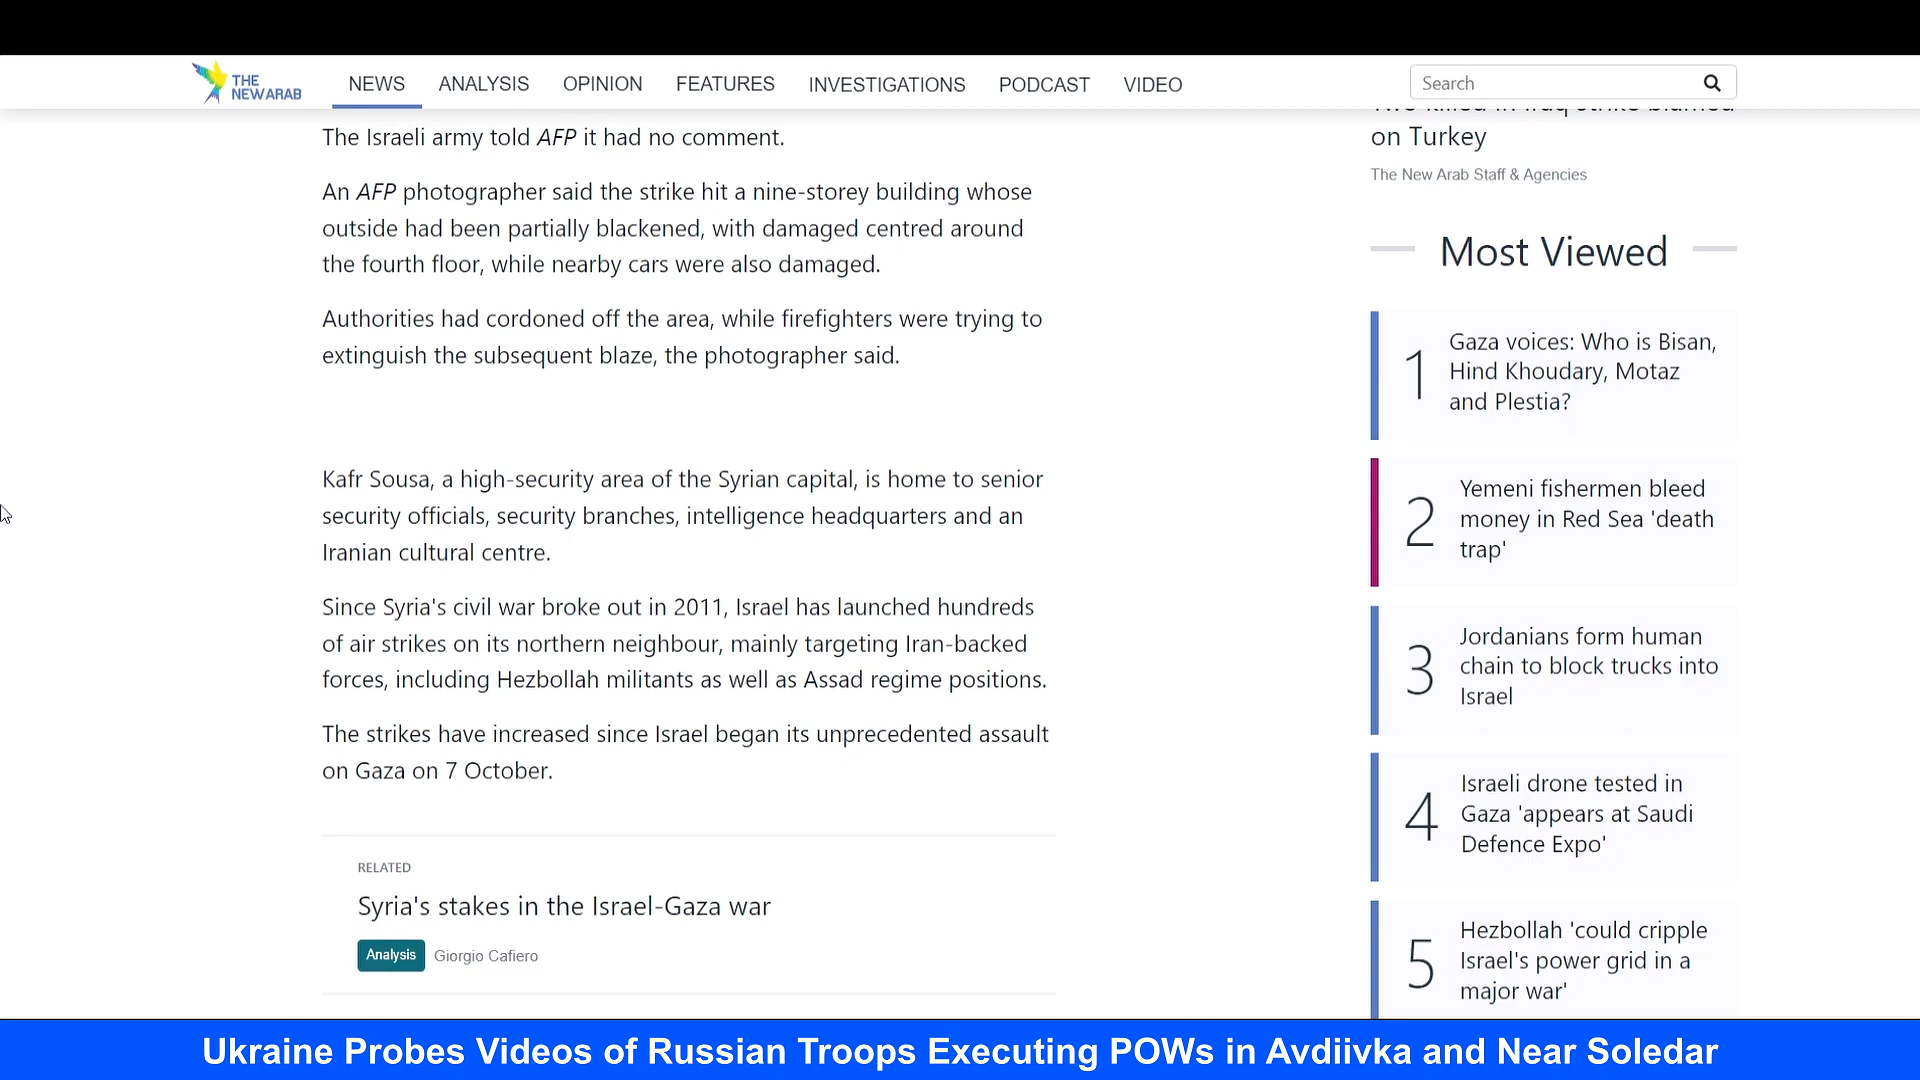 THE
NEW ARAB
NEWS
ANALYSIS
OPINION
FEATURES
INVESTIGATIONS
PODCAST
VIDEO
Search
The Israeli army told AFP it had no comment.
An AFP photographer said the strike hit a nine-storey building whose
outside had been partially blackened, with damaged centred around
the fourth floor, while nearby cars were also damaged.
Authorities had cordoned off the area, while firefighters were trying to
extinguish the subsequent blaze, the photographer said.
Kafr Sousa, a high-security area of the Syrian capital, is home to senior
security officials, security branches, intelligence headquarters and an
Iranian cultural centre.
Since Syria's civil war broke out in 2011, Israel has launched hundreds
of air strikes on its northern neighbour, mainly targeting Iran-backed
forces, including Hezbollah militants as well as Assad regime positions.
The strikes have increased since Israel began its unprecedented assault
on Gaza on 7 October.
RELATED
Syria's stakes in the Israel-Gaza war
Analysis
Giorgio Cafiero
Two killed in Iraq strike blamed
on Turkey
The New Arab Staff & Agencies
Most Viewed
1
Gaza voices: Who is Bisan,
Hind Khoudary, Motaz
and Plestia?
2
Yemeni fishermen bleed
money in Red Sea 'death
trap'
3
Jordanians form human
chain to block trucks into
Israel
4
Israeli drone tested in
Gaza 'appears at Saudi
Defence Expo'
5
Hezbollah 'could cripple
Israel's power grid in a
major war'
Ukraine Probes Videos of Russian Troops Executing POWs in Avdiivka and Near Soledar